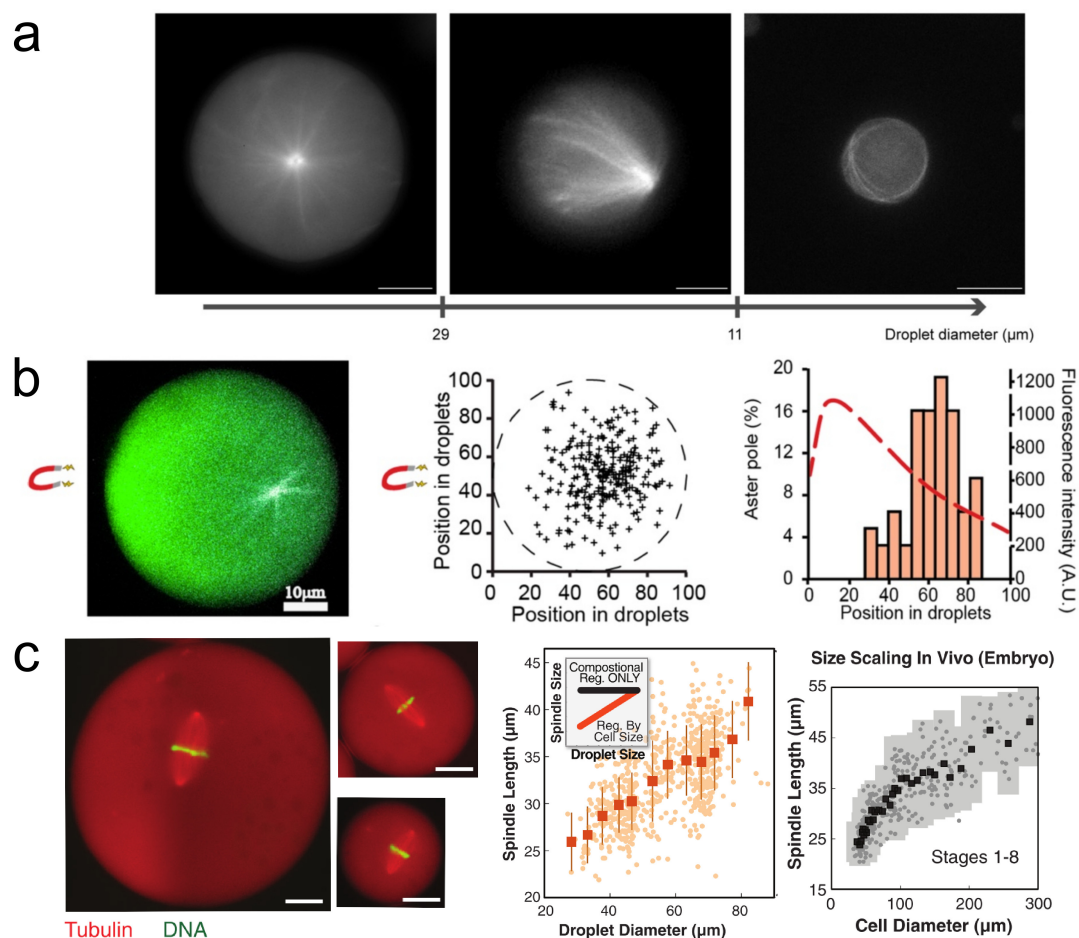 a
29
11
Droplet diameter (µm)
b
10µm
Position in droplets
100
80
60
40
20
0
0 20 40 60 80 100
Position in droplets
Aster pole (%)
20
16
12
8
4
0
0 20 40 60 80 100
Position in droplets
1200
1000
800
600
400
200
0
Fluorescence intensity (A.U.)
c
Tubulin DNA
Spindle Length (µm)
45
40
35
30
25
20
20 40 60 80
Droplet Diameter (µm)
Spindle Size
Compostional
Reg. ONLY
Reg. By
Cell Size
Droplet Size
Size Scaling In Vivo (Embryo)
Spindle Length (µm)
55
45
35
25
15
Stages 1-8
0 100 200 300
Cell Diameter (µm)